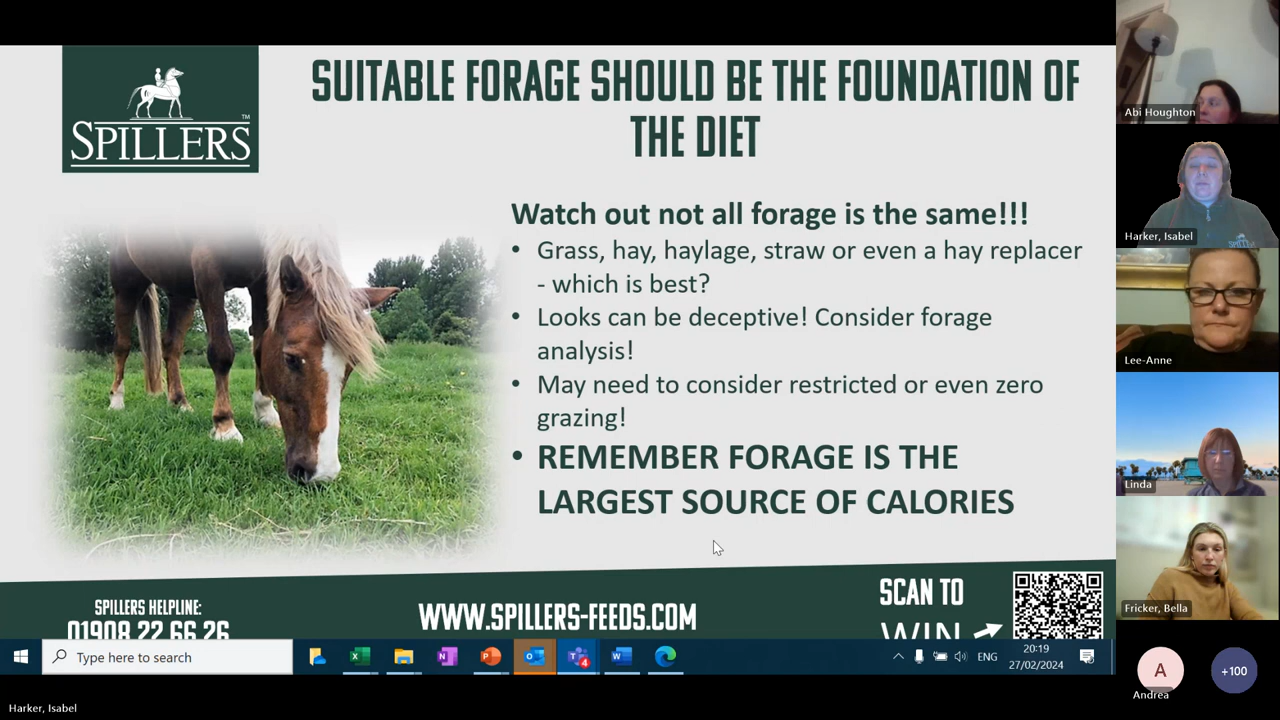 SPILLERS
TM
SUITABLE FORAGE SHOULD BE THE FOUNDATION OF
THE DIET
Watch out not all forage is the same!!!
• Grass, hay, haylage, straw or even a hay replacer
- which is best?
• Looks can be deceptive! Consider forage
analysis!
• May need to consider restricted or even zero
grazing!
• REMEMBER FORAGE IS THE
LARGEST SOURCE OF CALORIES
SPILLERS HELPLINE:
01908 22 66 26
WWW.SPILLERS-FEEDS.COM
SCAN TO
WIN
Type here to search
4
ENG
20:19
27/02/2024
Abi Houghton
Harker, Isabel
Lee-Anne
Linda
Fricker, Bella
A
Andrea
+100
Harker, Isabel